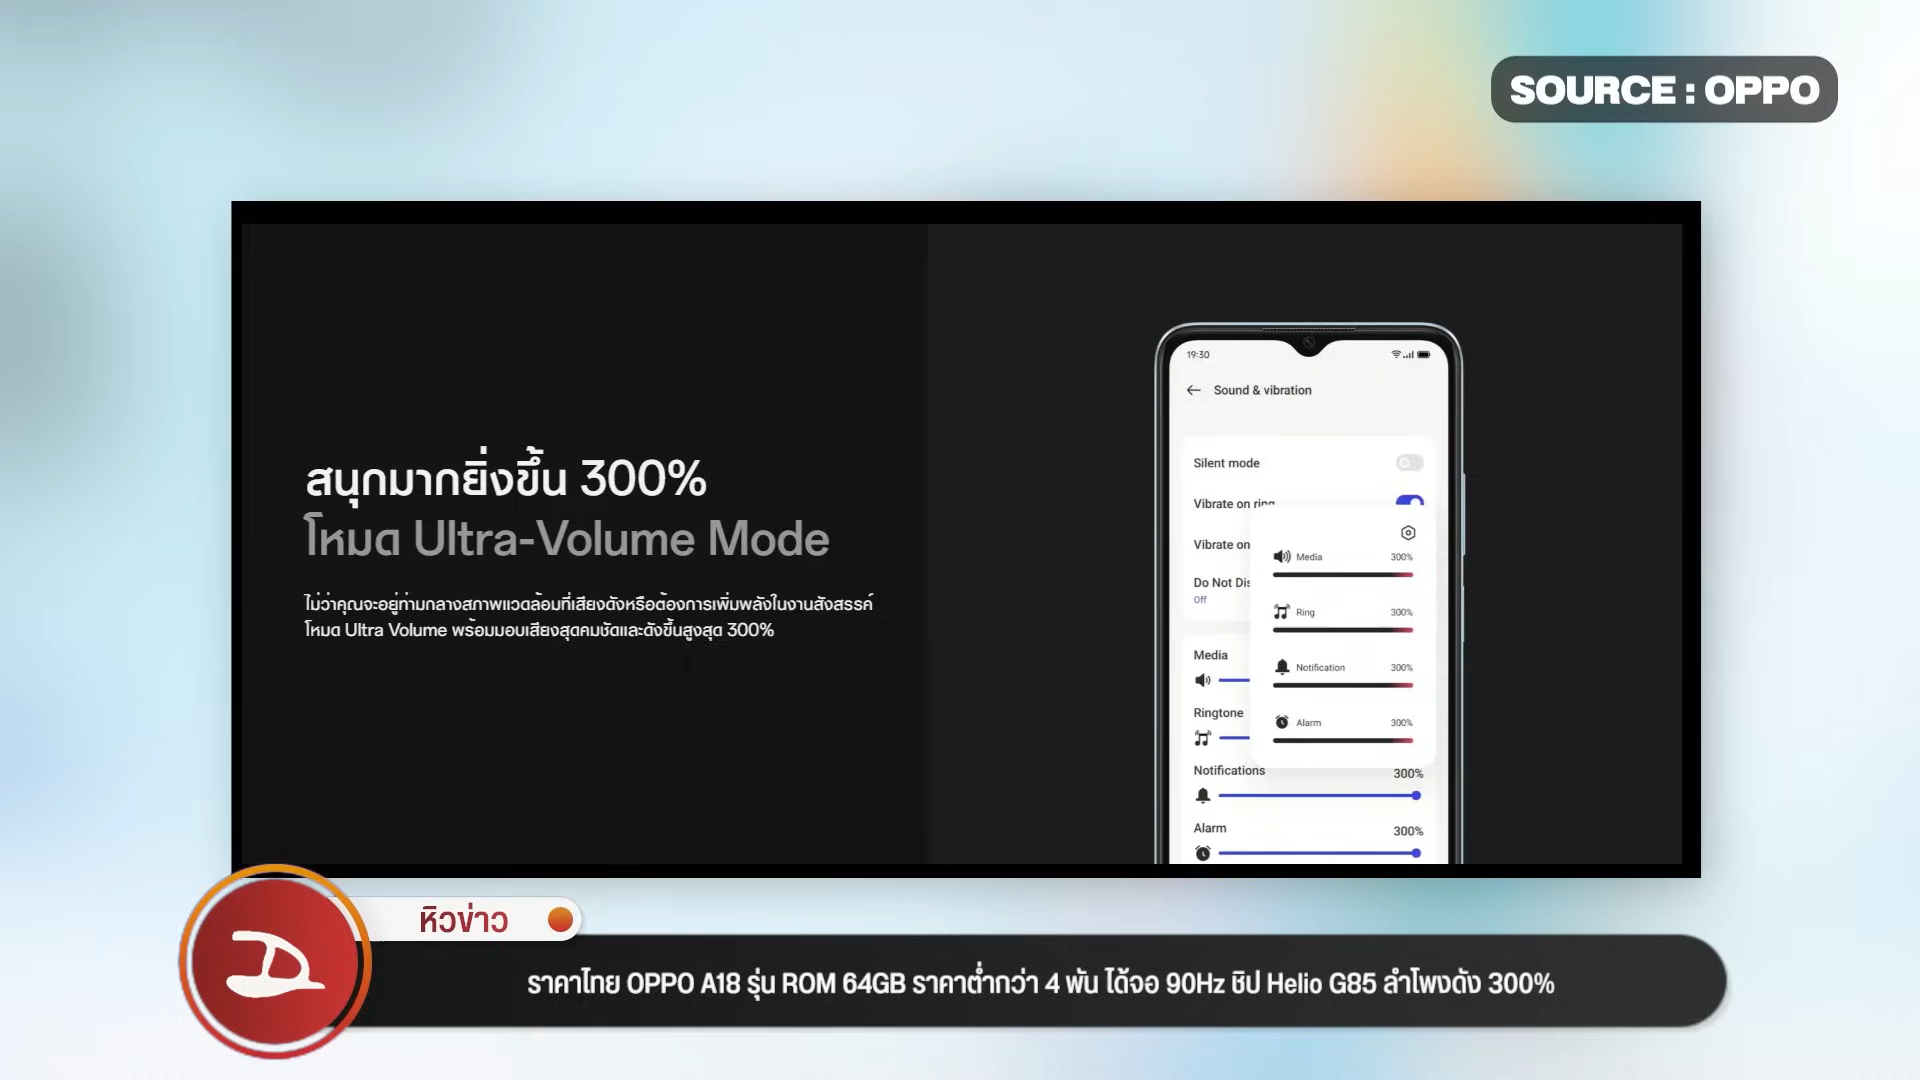 SOURCE : OPPO
สนุกมากยิ่งขึ้น 300%
โหมด Ultra-Volume Mode
ไม่ว่าคุณจะอยู่ท่ามกลางสภาพแวดล้อมที่เสียงดังหรือต้องการเพิ่มพลังในงานสังสรรค์
โหมด Ultra Volume พร้อมมอบเสียงสุดคมชัดและดังขึ้นสูงสุด 300%
19:30
Sound & vibration
Silent mode
Vibrate on ring
Vibrate on
Do Not Dis
Off
Media 300%
Ring 300%
Notification 300%
Alarm 300%
Media
Ringtone
Notifications 300%
Alarm 300%
หิวข่าว
ราคาไทย OPPO A18 รุ่น ROM 64GB ราคาต่ำกว่า 4 พัน ได้จอ 90Hz ชิป Helio G85 ลำโพงดัง 300%